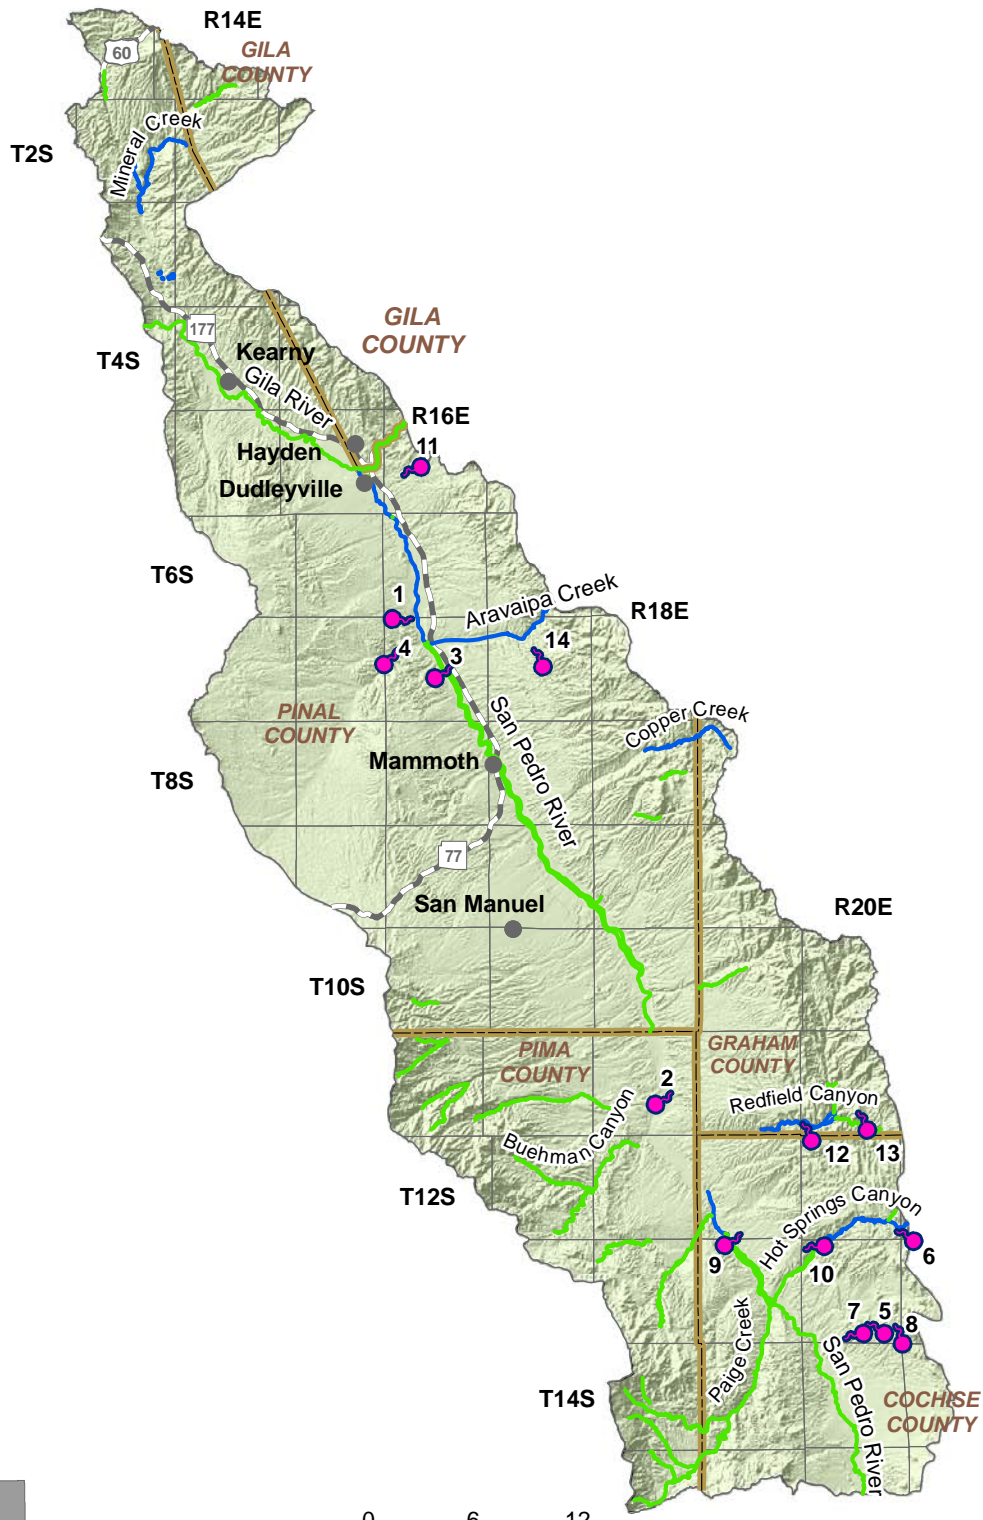 R14E
60
GILA
COUNTY
Mineral Creek
T2S
GILA
COUNTY
177
Kearny
T4S
Gila River
R16E
Hayden
11
Dudleyville
T6S
1
Aravaipa Creek
R18E
4
3
14
PINAL
COUNTY
San Pedro River
Copper Creek
Mammoth
T8S
77
San Manuel
R20E
T10S
PIMA
COUNTY
GRAHAM
COUNTY
2
Redfield Canyon
Buehman Canyon
12
13
T12S
Hot Springs Canyon
9
10
6
7
5
8
Paige Creek
San Pedro River
T14S
COCHISE
COUNTY
0
6
12